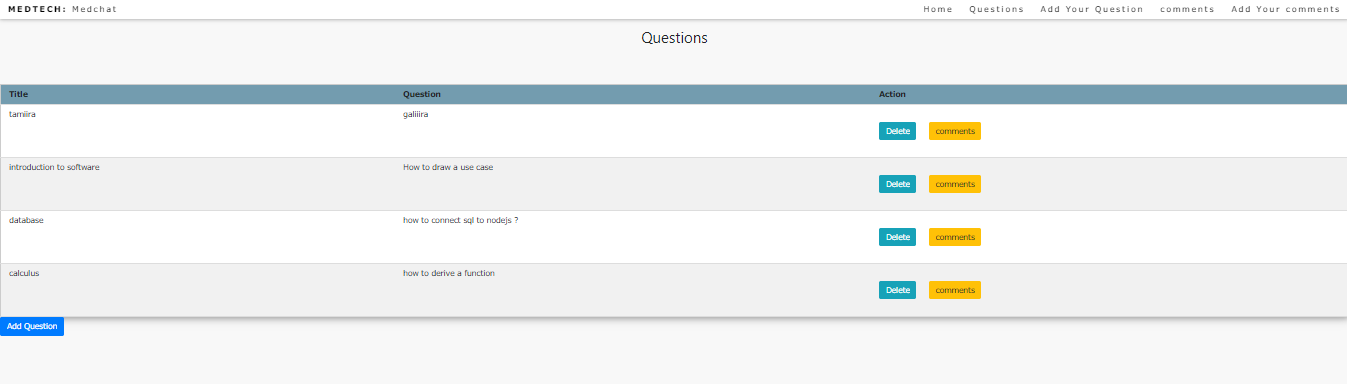 MEDTECH: Medchat Home Questions Add Your Question comments Add Your comments
Questions
Title Question Action
tamiira galiiira
Delete comments
introduction to software How to draw a use case
Delete comments
database how to connect sql to nodejs ?
Delete comments
calculus how to derive a function
Delete comments
Add Question